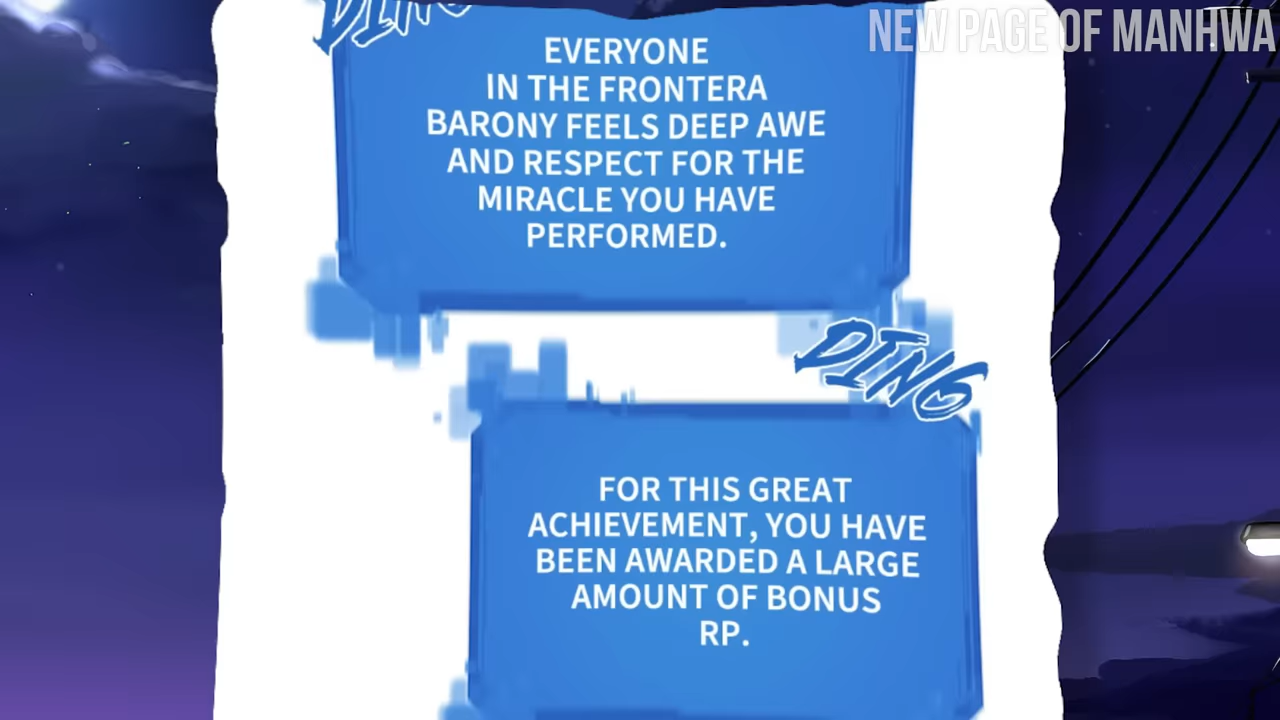 NEW PAGE OF MANHWA
DING
EVERYONE
IN THE FRONTERA
BARONY FEELS DEEP AWE
AND RESPECT FOR THE
MIRACLE YOU HAVE
PERFORMED.
DING
FOR THIS GREAT
ACHIEVEMENT, YOU HAVE
BEEN AWARDED A LARGE
AMOUNT OF BONUS
RP.